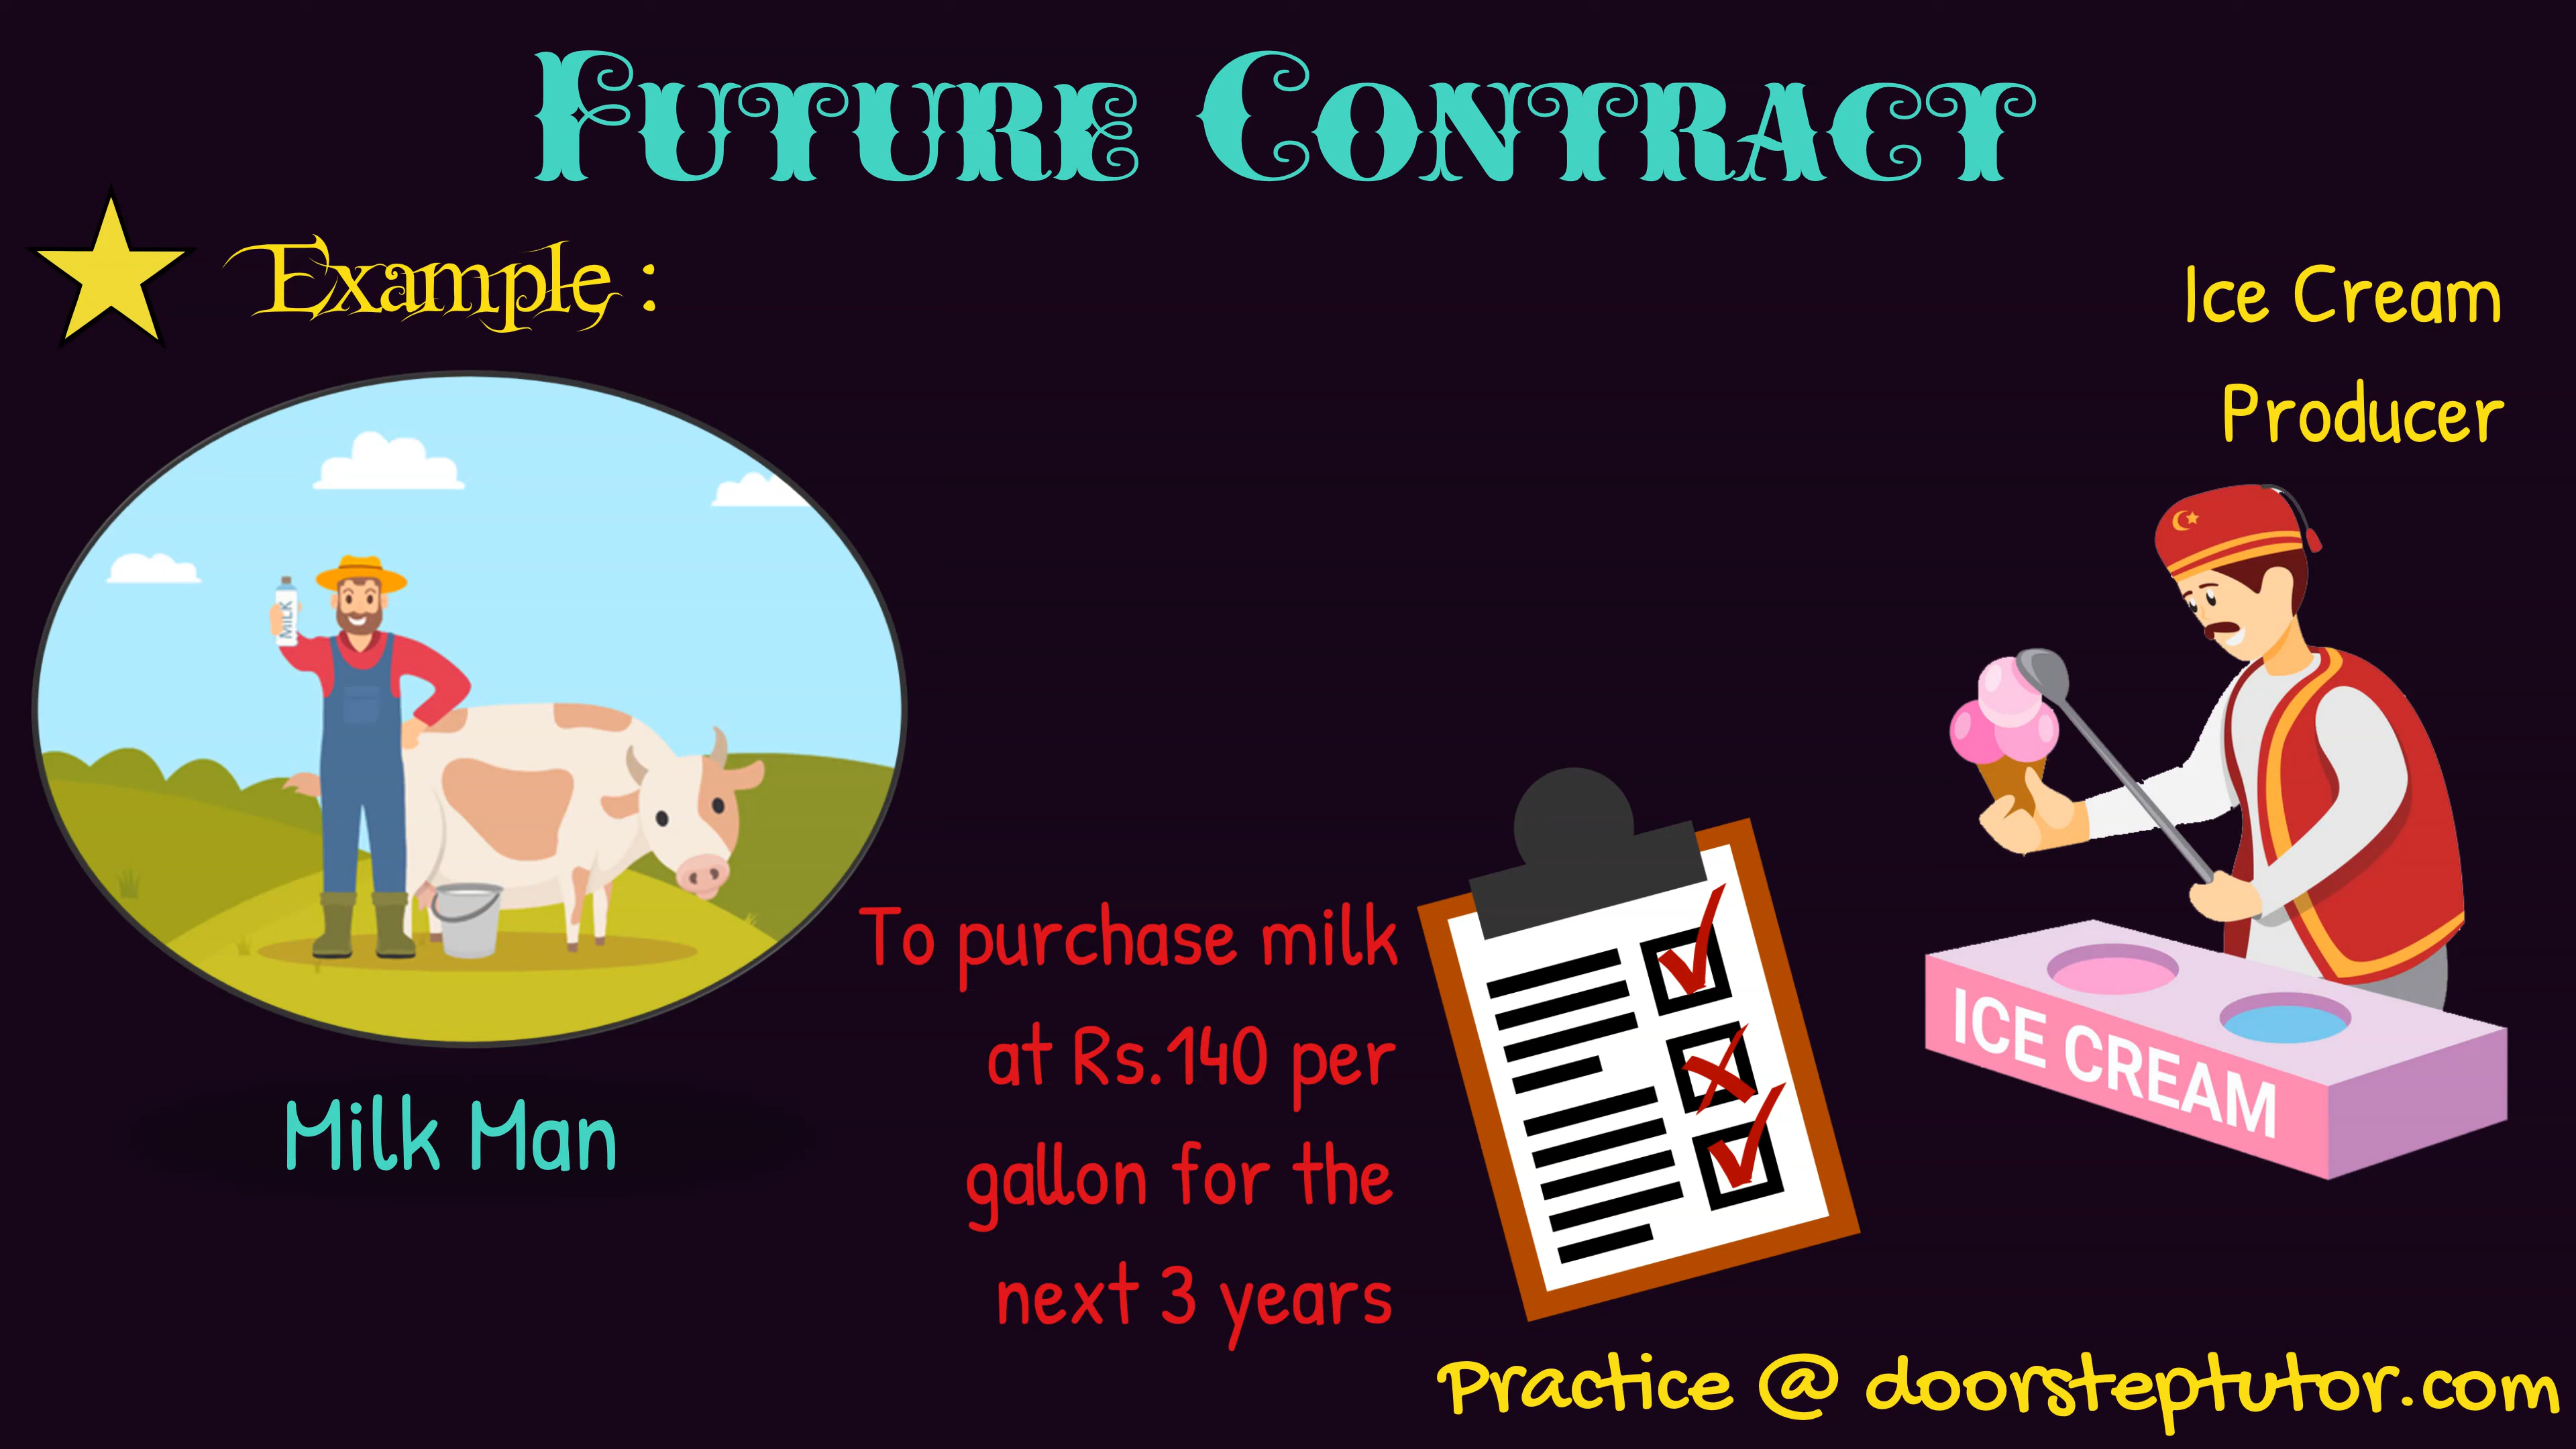 Future Contract
Example :
Ice Cream
Producer
MILK
To purchase milk
at Rs.140 per
gallon for the
next 3 years
ICE CREAM
Milk Man
Practice @ doorsteptutor.com